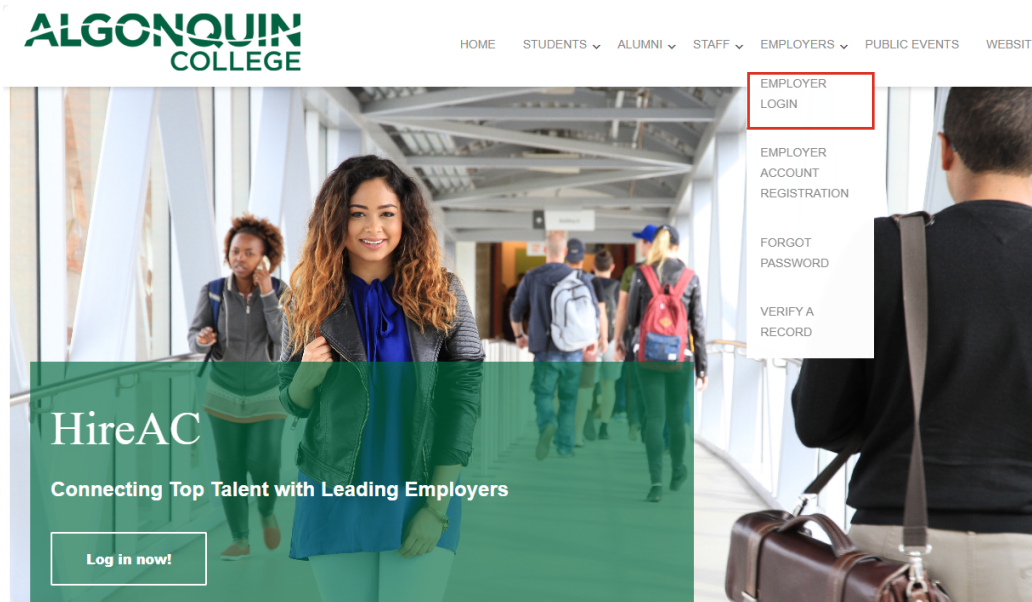 ALGONQUIN
COLLEGE
HOME STUDENTS ALUMNI STAFF EMPLOYERS PUBLIC EVENTS WEBSIT
EMPLOYER
LOGIN
EMPLOYER
ACCOUNT
REGISTRATION
FORGOT
PASSWORD
VERIFY A
RECORD
HireAC
Connecting Top Talent with Leading Employers
Log in now!